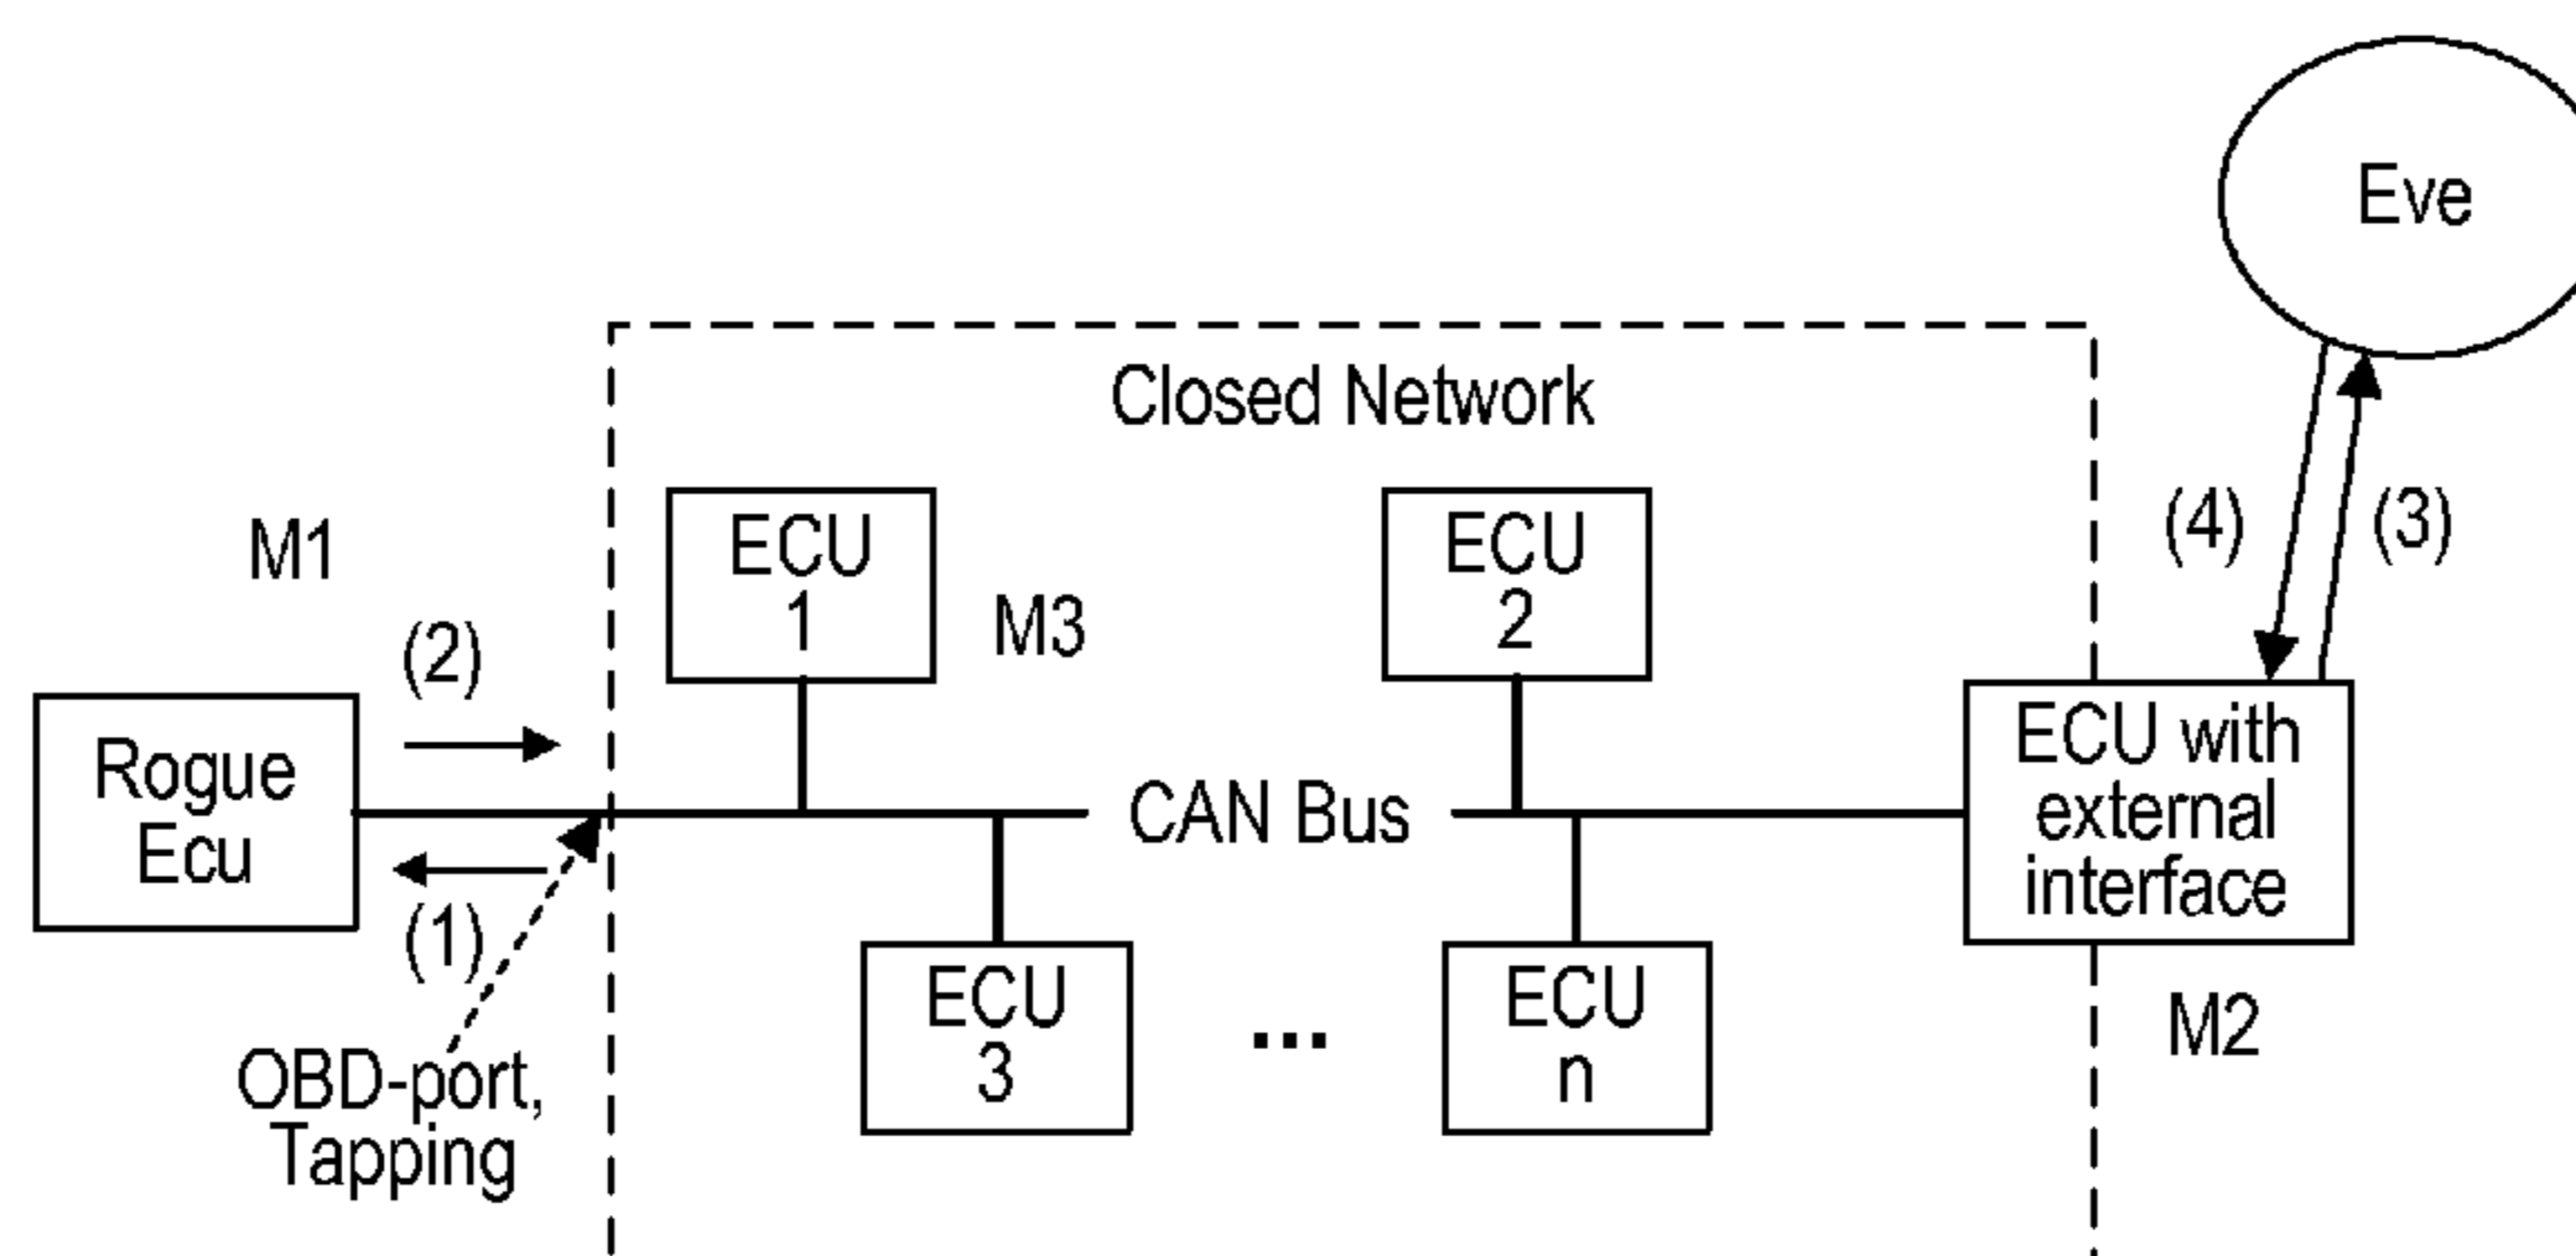 Eve
Closed Network
M1
ECU
1
M3
ECU
2
(4)
(3)
(2)
Rogue
Ecu
CAN Bus
ECU with
external
interface
(1)
ECU
3
...
ECU
n
M2
OBD-port,
Tapping